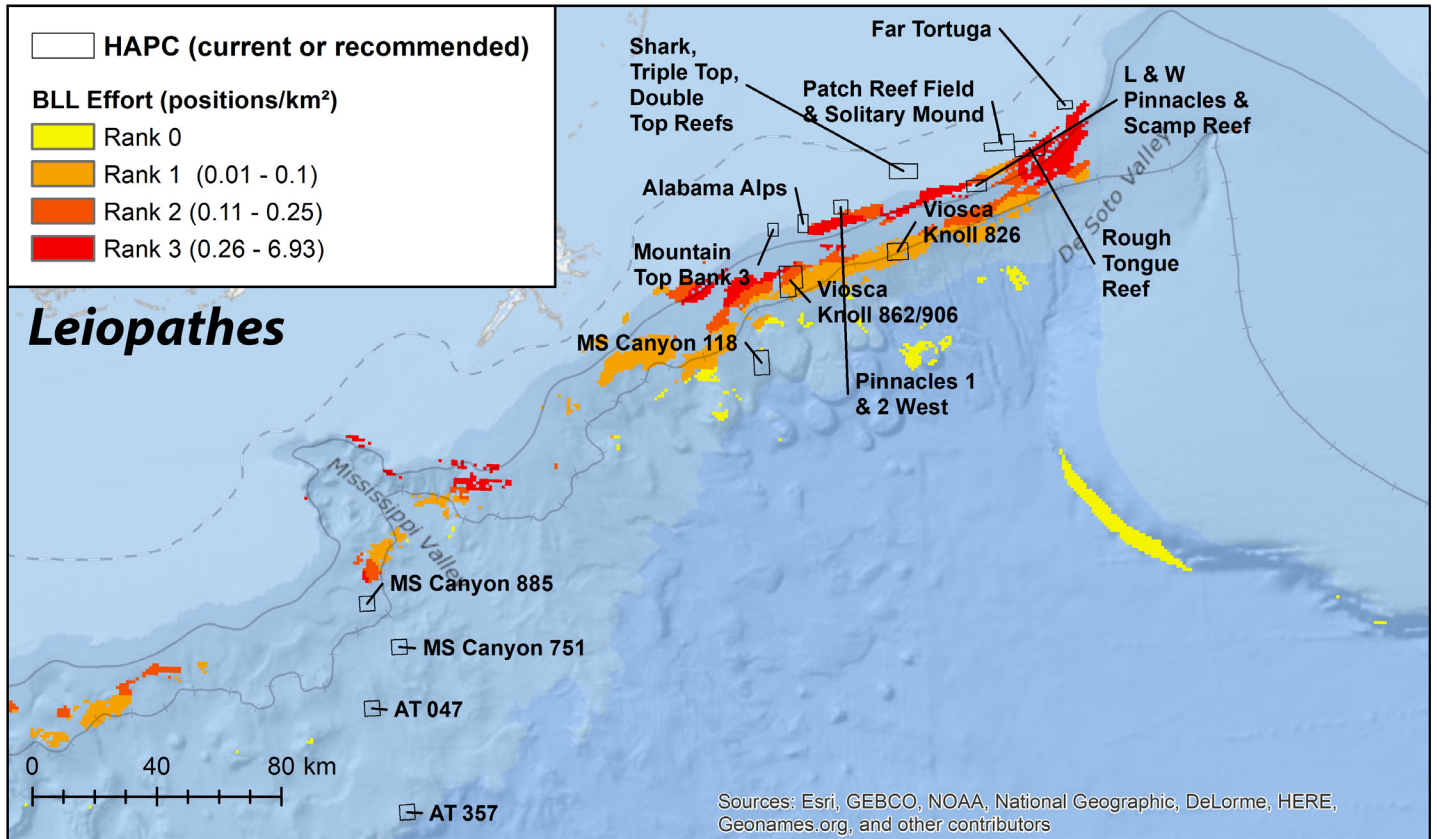 HAPC (current or recommended)
BLL Effort (positions/km²)
Rank 0
Rank 1 (0.01 - 0.1)
Rank 2 (0.11 - 0.25)
Rank 3 (0.26 - 6.93)
Leiopathes
Shark,
Triple Top,
Double
Top Reefs
Far Tortuga
Patch Reef Field
& Solitary Mound
L & W
Pinnacles &
Scamp Reef
Alabama Alps
Mountain
Top Bank 3
Viosca
Knoll 826
De Soto Valley
Rough
Tongue
Reef
Viosca
Knoll 862/906
MS Canyon 118
Pinnacles 1
& 2 West
Mississippi Valley
MS Canyon 885
MS Canyon 751
AT 047
AT 357
0 40 80 km
Sources: Esri, GEBCO, NOAA, National Geographic, DeLorme, HERE,
Geonames.org, and other contributors